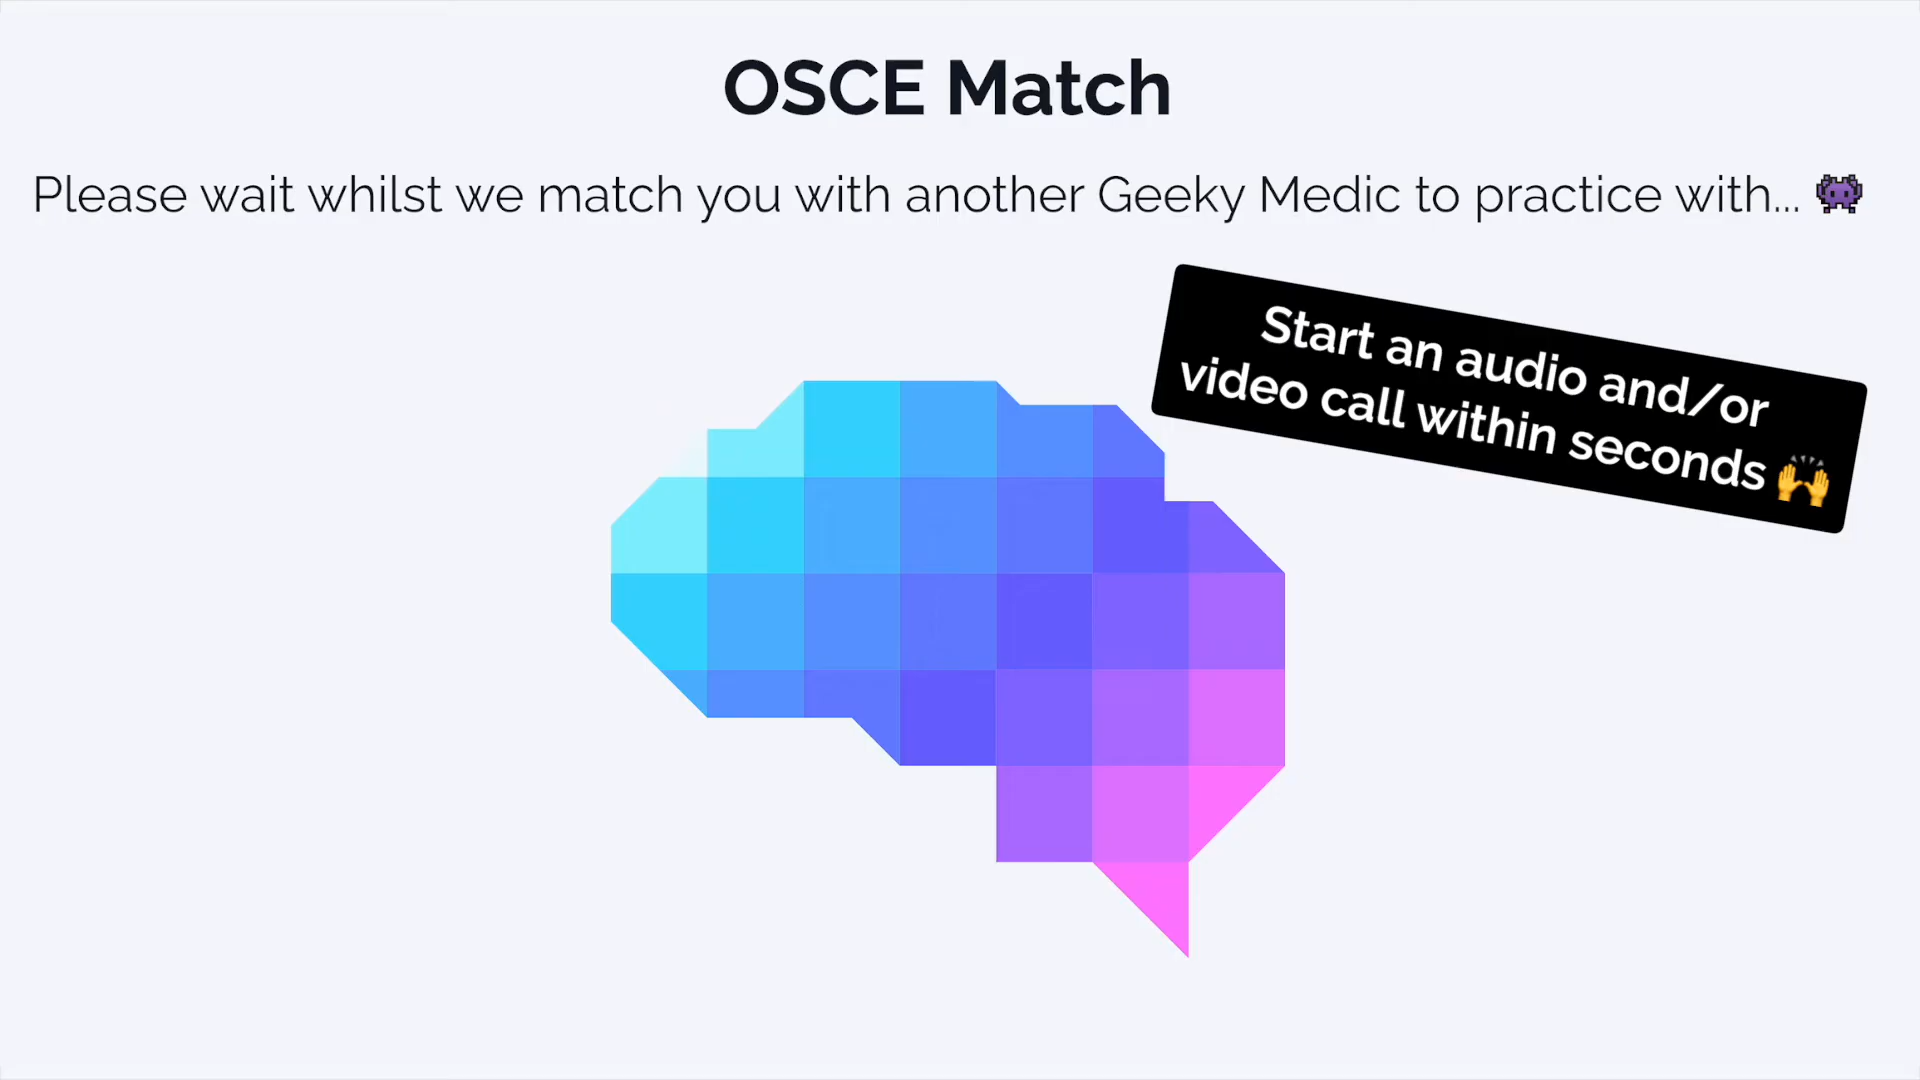 OSCE Match
Please wait whilst we match you with another Geeky Medic to practice with... 👾
Start an audio and/or
video call within seconds 🙌